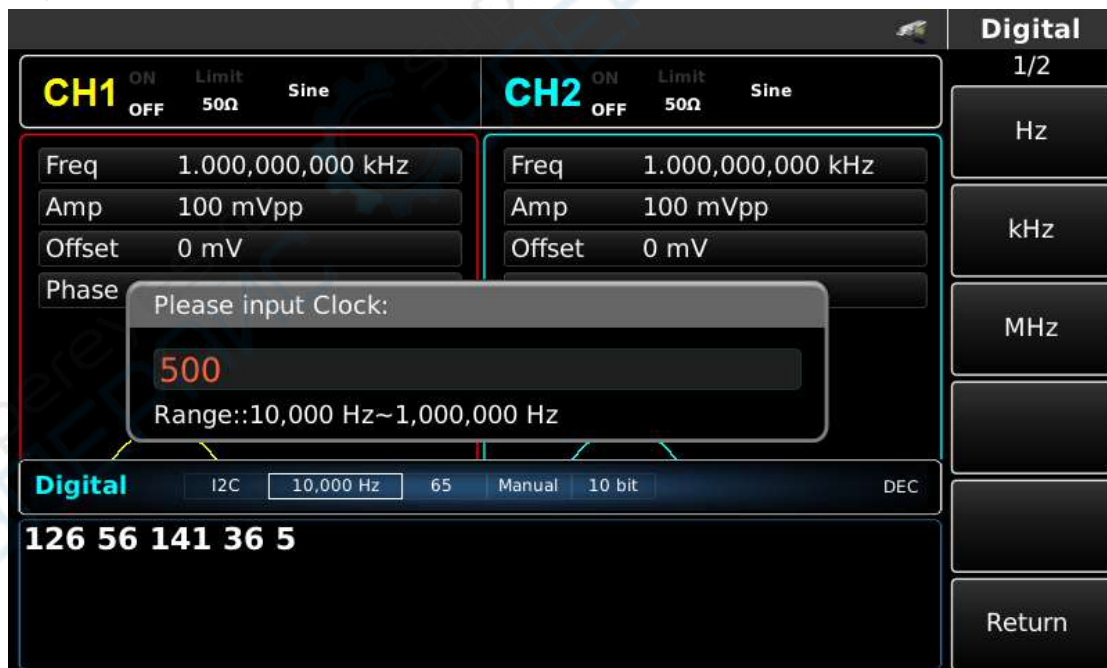 Digital
1/2
CH1 ON OFF Limit 50Ω Sine
CH2 ON OFF Limit 50Ω Sine
Freq 1.000,000,000 kHz
Amp 100 mVpp
Offset 0 mV
Phase
Freq 1.000,000,000 kHz
Amp 100 mVpp
Offset 0 mV
Please input Clock:
500
Range::10,000 Hz~1,000,000 Hz
Digital I2C 10,000 Hz 65 Manual 10 bit DEC
126 56 141 36 5
Hz
kHz
MHz
Return